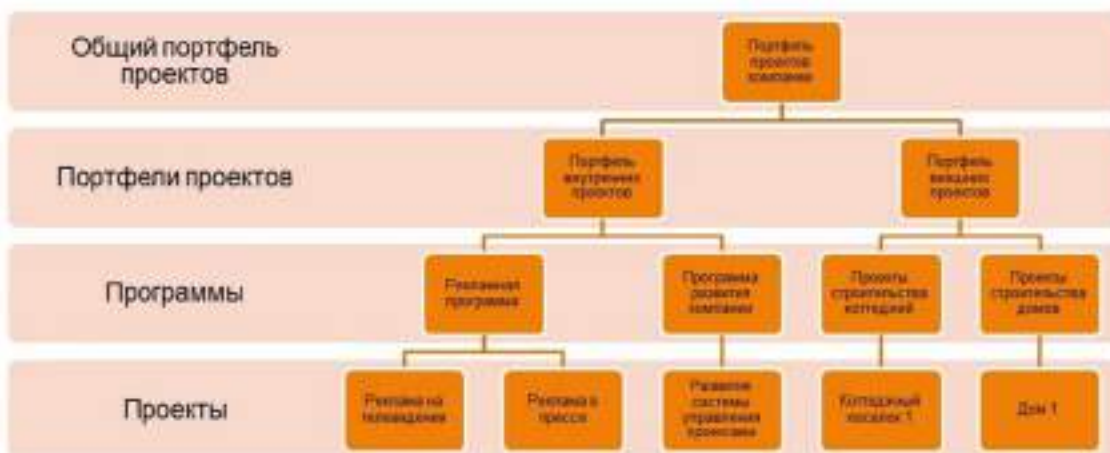 Общий портфель
проектов
Портфель
проектов
компании
Портфели проектов
Портфель
внутренних
проектов
Портфель
внешних
проектов
Программы
Рекламная
программа
Программа
развития
компании
Проекты
строительства
коттеджей
Проекты
строительства
домов
Проекты
Реклама на
телевидении
Реклама в
прессе
Развитие
системы
управления
проектами
Коттеджный
поселок 1
Дом 1